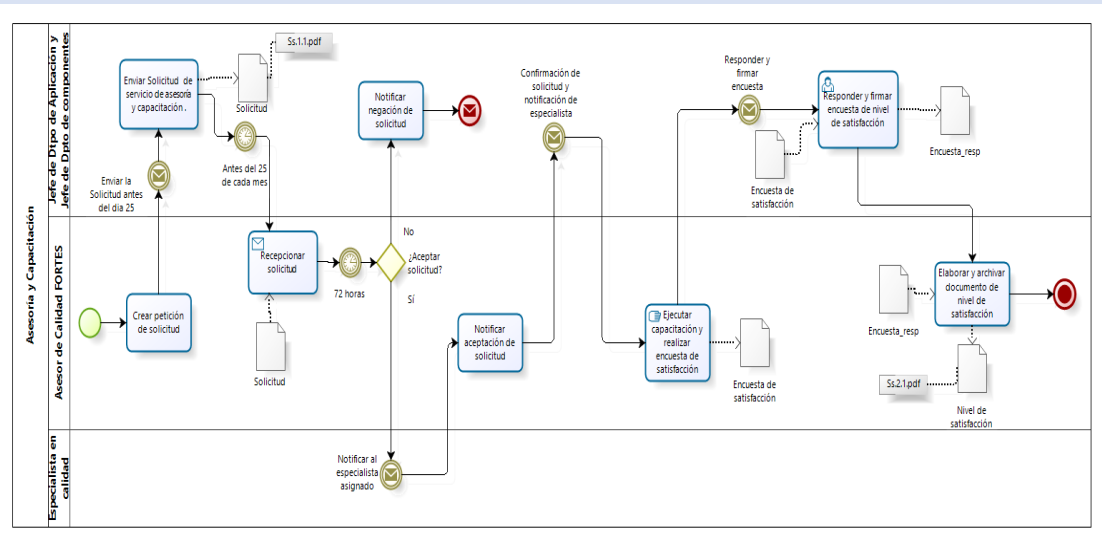 Asesoría y Capacitación
Jefe de Dtpo de Aplicación y
Jefe de Dpto de componentes
Ss.1.1.pdf
Enviar Solicitud de
servicio de asesoría
y capacitación .
Solicitud
Antes del 25
de cada mes
Enviar la
Solicitud antes
del día 25
Notificar
negación de
solicitud
Confirmación de
solicitud y
notificación de
especialista
Responder y
firmar
encuesta
Responder y firmar
encuesta de nivel
de satisfacción
Encuesta_resp
Encuesta de
satisfacción
Asesor de Calidad FORTES
Crear petición
de solicitud
Recepcionar
solicitud
Solicitud
72 horas
No
¿Aceptar
solicitud?
Sí
Notificar
aceptación de
solicitud
Ejecutar
capacitación y
realizar
encuesta de
satisfacción
Encuesta de
satisfacción
Elaborar y archivar
documento de
nivel de
satisfacción
Encuesta_resp
Ss.2.1.pdf
Nivel de
satisfacción
Especialista en
calidad
Notificar al
especialista
asignado